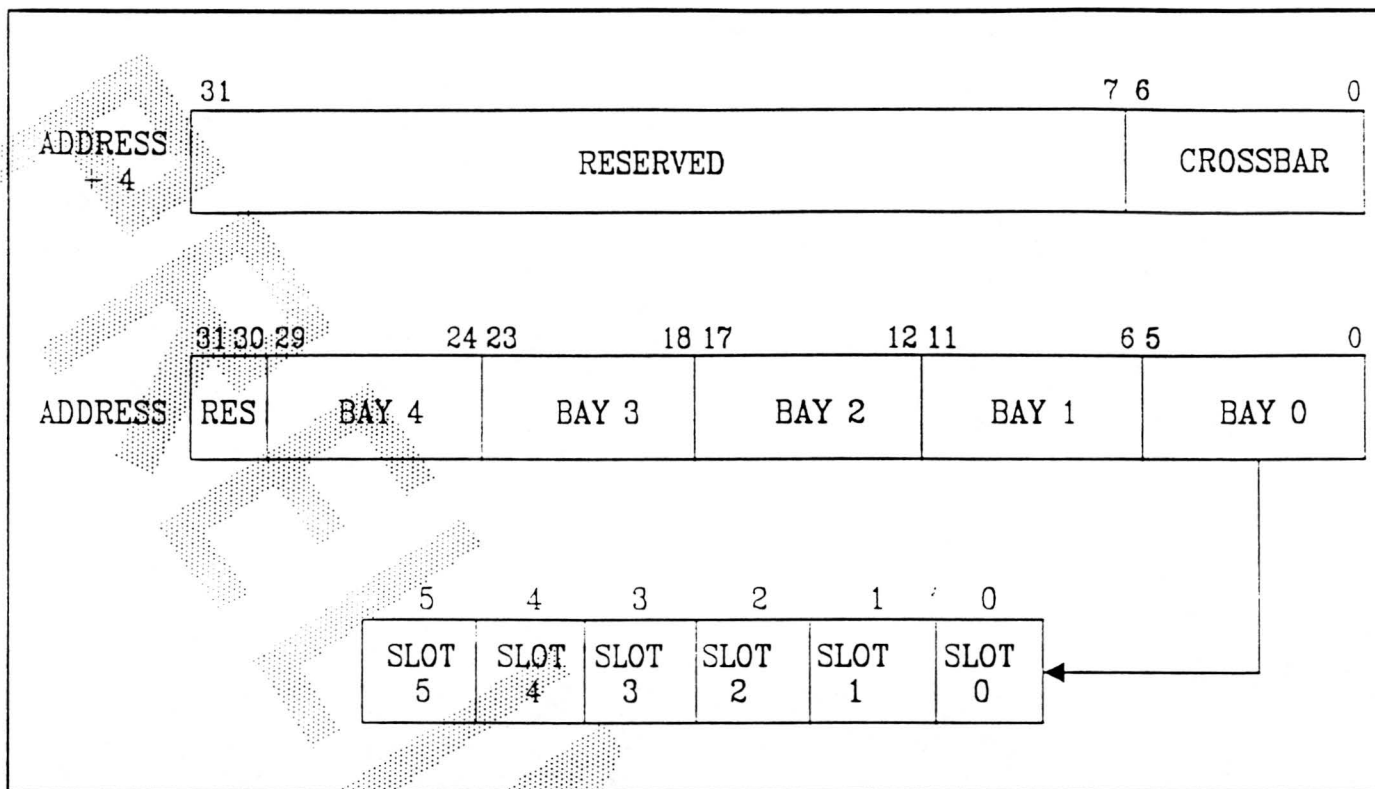 31 7 6 0
ADDRESS + 4 RESERVED CROSSBAR
31 30 29 24 23 18 17 12 11 6 5 0
ADDRESS RES BAY 4 BAY 3 BAY 2 BAY 1 BAY 0
5 4 3 2 1 0
SLOT SLOT SLOT SLOT SLOT SLOT
5 4 3 2 1 0